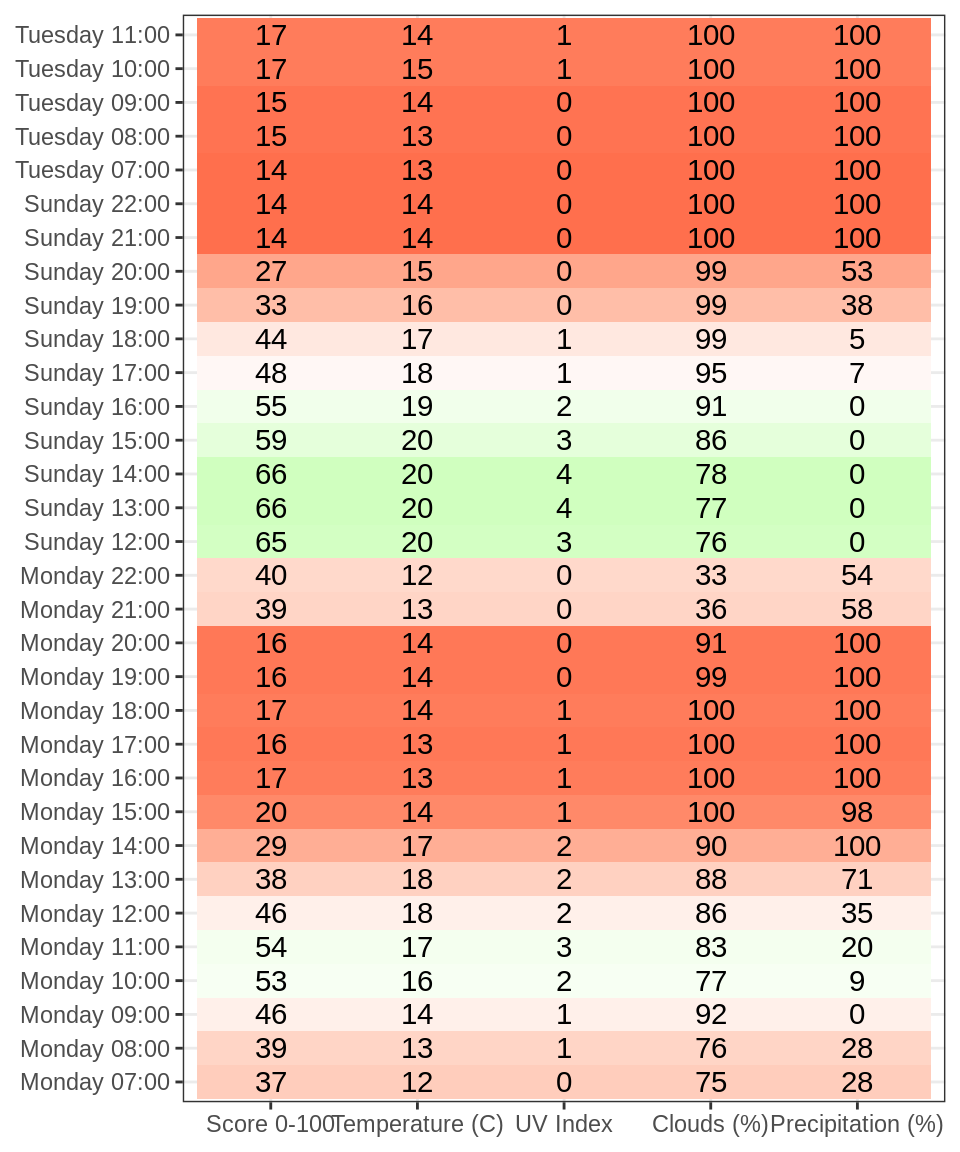 Tuesday 11:00 17 14 1 100 100
Tuesday 10:00 17 15 1 100 100
Tuesday 09:00 15 14 0 100 100
Tuesday 08:00 15 13 0 100 100
Tuesday 07:00 14 13 0 100 100
Sunday 22:00 14 14 0 100 100
Sunday 21:00 14 14 0 100 100
Sunday 20:00 27 15 0 99 53
Sunday 19:00 33 16 0 99 38
Sunday 18:00 44 17 1 99 5
Sunday 17:00 48 18 1 95 7
Sunday 16:00 55 19 2 91 0
Sunday 15:00 59 20 3 86 0
Sunday 14:00 66 20 4 78 0
Sunday 13:00 66 20 4 77 0
Sunday 12:00 65 20 3 76 0
Monday 22:00 40 12 0 33 54
Monday 21:00 39 13 0 36 58
Monday 20:00 16 14 0 91 100
Monday 19:00 16 14 0 99 100
Monday 18:00 17 14 1 100 100
Monday 17:00 16 13 1 100 100
Monday 16:00 17 13 1 100 100
Monday 15:00 20 14 1 100 98
Monday 14:00 29 17 2 90 100
Monday 13:00 38 18 2 88 71
Monday 12:00 46 18 2 86 35
Monday 11:00 54 17 3 83 20
Monday 10:00 53 16 2 77 9
Monday 09:00 46 14 1 92 0
Monday 08:00 39 13 1 76 28
Monday 07:00 37 12 0 75 28
Score 0-100 Temperature (C) UV Index Clouds (%) Precipitation (%)